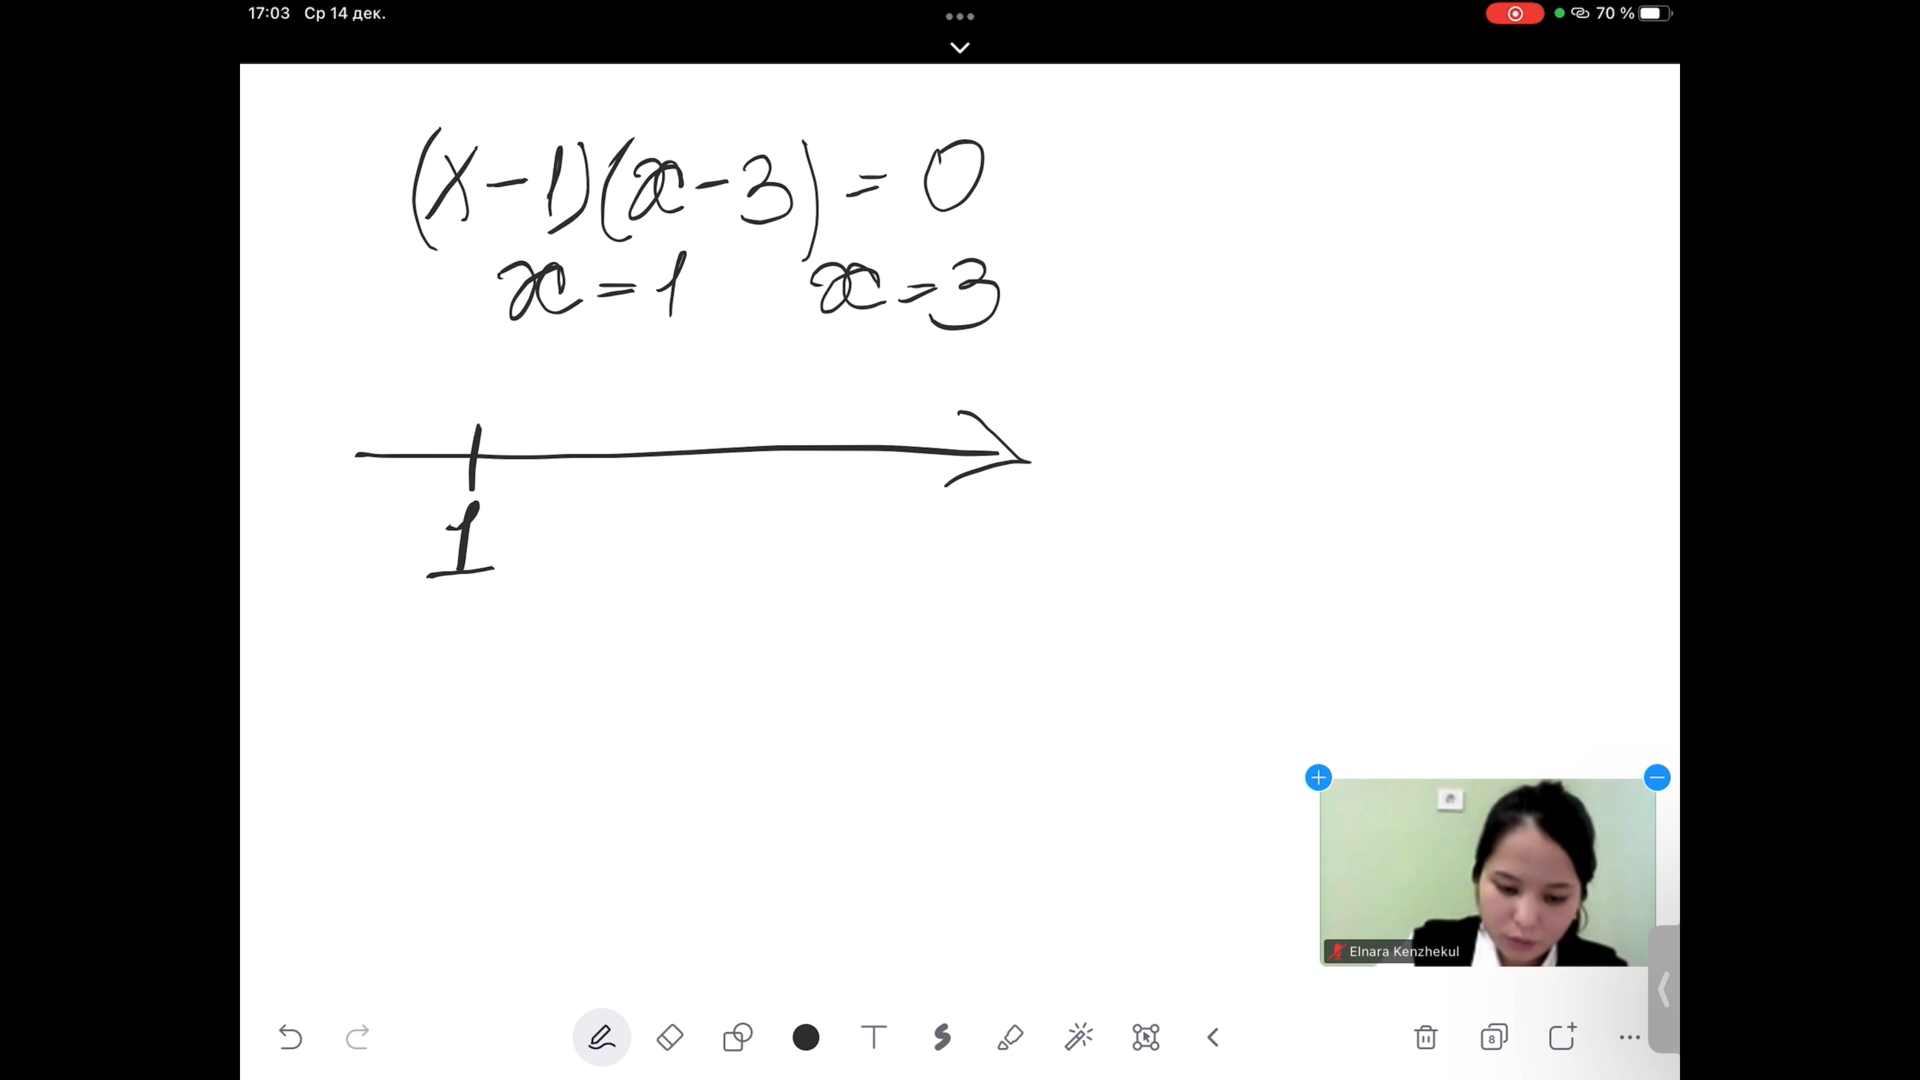 17:03 Ср 14 дек. 70 %
(x-1)(x-3) = 0
x=1 x=3
1
Elnara Kenzhekul
T
8